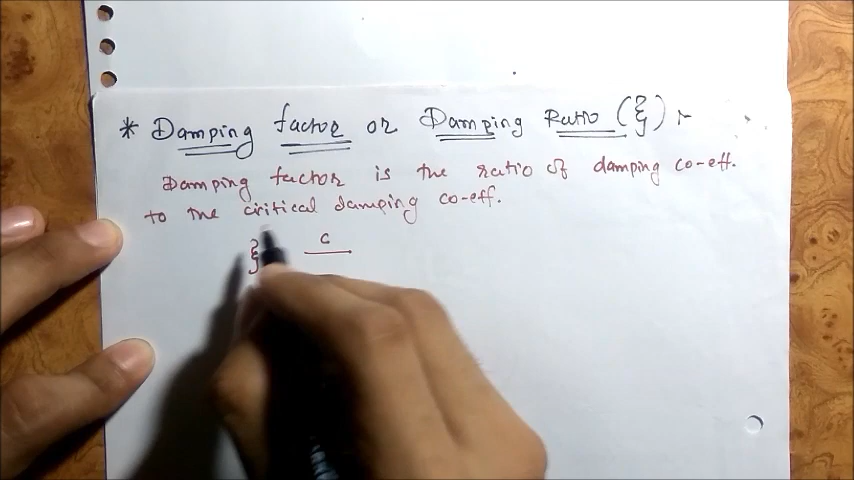 * Damping factor or Damping Ratio (ξ) :-
Damping factor is the ratio of damping co-eff.
to the critical damping co-eff.
ξ c